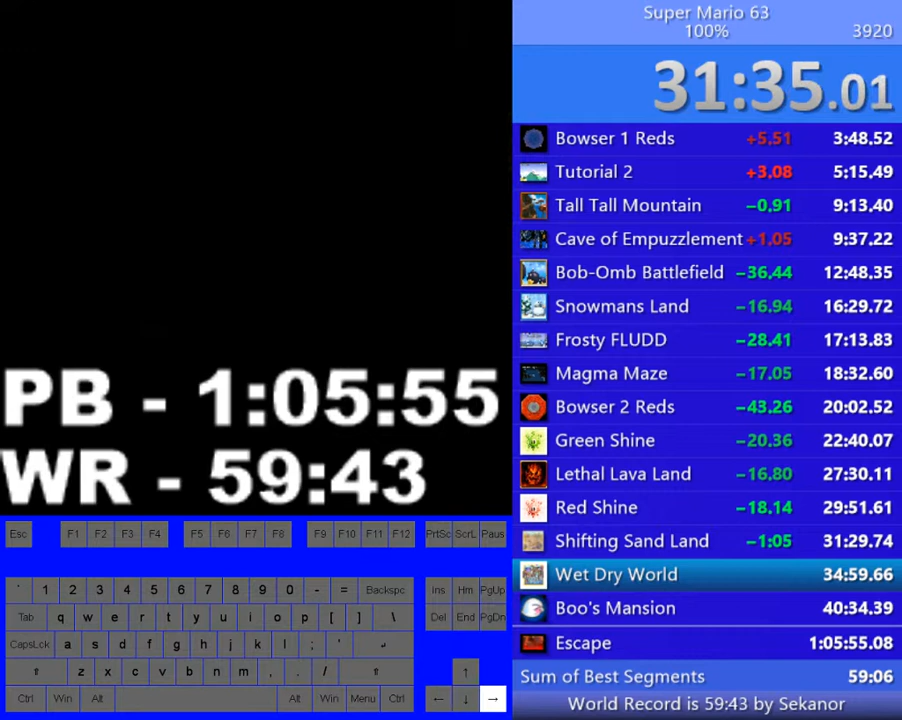 Super Mario 63
100% 3920
31:35.01
Bowser 1 Reds +5.51 3:48.52
Tutorial 2 +3.08 5:15.49
Tall Tall Mountain −0.91 9:13.40
Cave of Empuzzlement +1.05 9:37.22
Bob-Omb Battlefield −36.44 12:48.35
Snowmans Land −16.94 16:29.72
Frosty FLUDD −28.41 17:13.83
Magma Maze −17.05 18:32.60
Bowser 2 Reds −43.26 20:02.52
Green Shine −20.36 22:40.07
Lethal Lava Land −16.80 27:30.11
Red Shine −18.14 29:51.61
Shifting Sand Land −1:05 31:29.74
Wet Dry World 34:59.66
Boo's Mansion 40:34.39
Escape 1:05:55.08
Sum of Best Segments 59:06
World Record is 59:43 by Sekanor
PB - 1:05:55
WR - 59:43
Esc F1 F2 F3 F4 F5 F6 F7 F8 F9 F10 F11 F12 PrtSc ScrL Paus
` 1 2 3 4 5 6 7 8 9 0 - = Backspc Ins Hm PgUp
Tab q w e r t y u i o p [ ] \ Del End PgDn
CapsLck a s d f g h j k l ; ' ↵
⇧ z x c v b n m , . / ⇧ ↑
Ctrl Win Alt Alt Win Menu Ctrl ← ↓ →